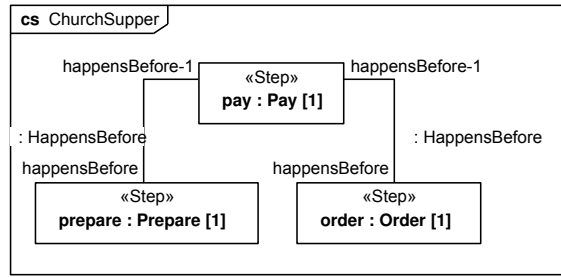 cs ChurchSupper
happensBefore-1
«Step»
pay : Pay [1]
happensBefore-1
: HappensBefore
: HappensBefore
happensBefore
happensBefore
«Step»
prepare : Prepare [1]
«Step»
order : Order [1]